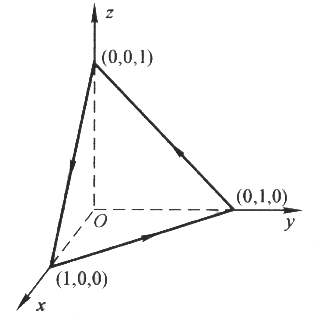 z
(0,0,1)
(0,1,0)
O
y
(1,0,0)
x